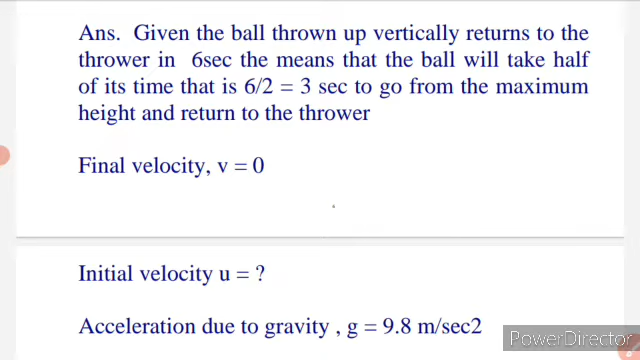 Ans. Given the ball thrown up vertically returns to the
thrower in 6sec the means that the ball will take half
of its time that is 6/2 = 3 sec to go from the maximum
height and return to the thrower
Final velocity, v = 0
Initial velocity u = ?
Acceleration due to gravity , g = 9.8 m/sec2
PowerDirector